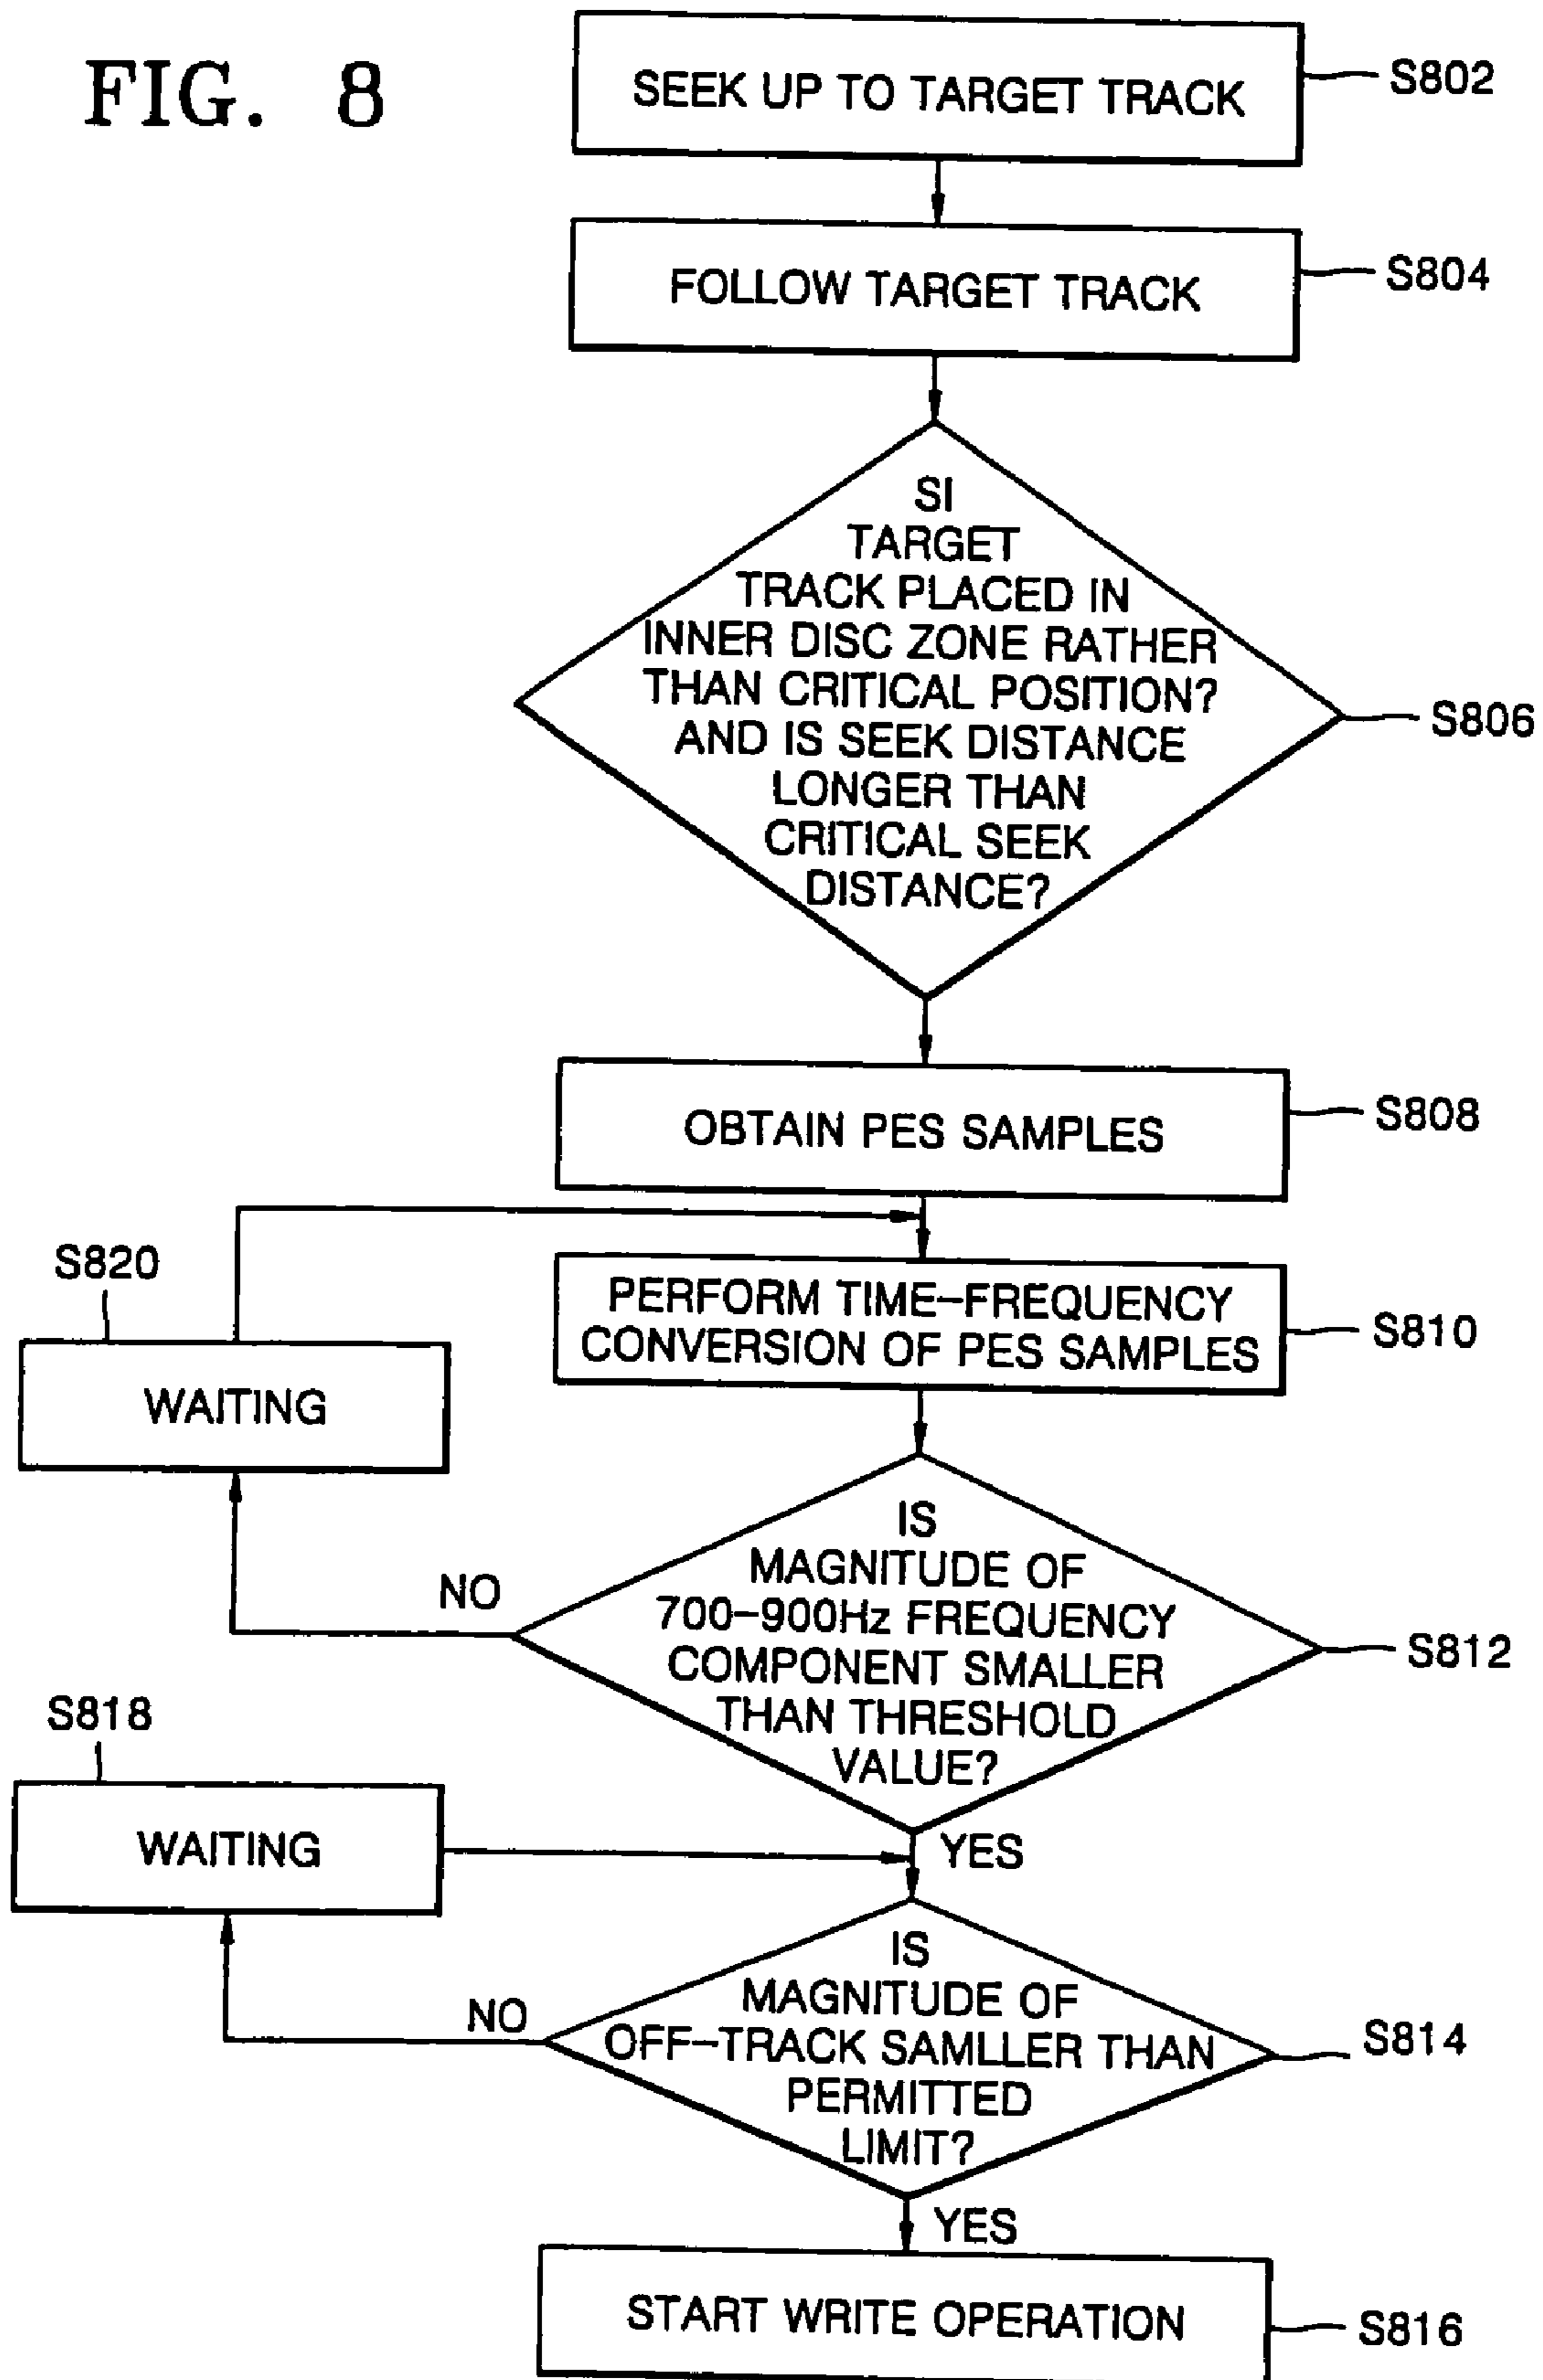 FIG. 8
SEEK UP TO TARGET TRACK
S802
FOLLOW TARGET TRACK
S804
SI
TARGET
TRACK PLACED IN
INNER DISC ZONE RATHER
THAN CRITICAL POSITION?
AND IS SEEK DISTANCE
LONGER THAN
CRITICAL SEEK
DISTANCE?
S806
OBTAIN PES SAMPLES
S808
S820
WAITING
PERFORM TIME-FREQUENCY
CONVERSION OF PES SAMPLES
S810
IS
MAGNITUDE OF
700-900Hz FREQUENCY
COMPONENT SMALLER
THAN THRESHOLD
VALUE?
NO
S812
S818
WAITING
YES
IS
MAGNITUDE OF
OFF-TRACK SAMLLER THAN
PERMITTED
LIMIT?
NO
S814
YES
START WRITE OPERATION
S816